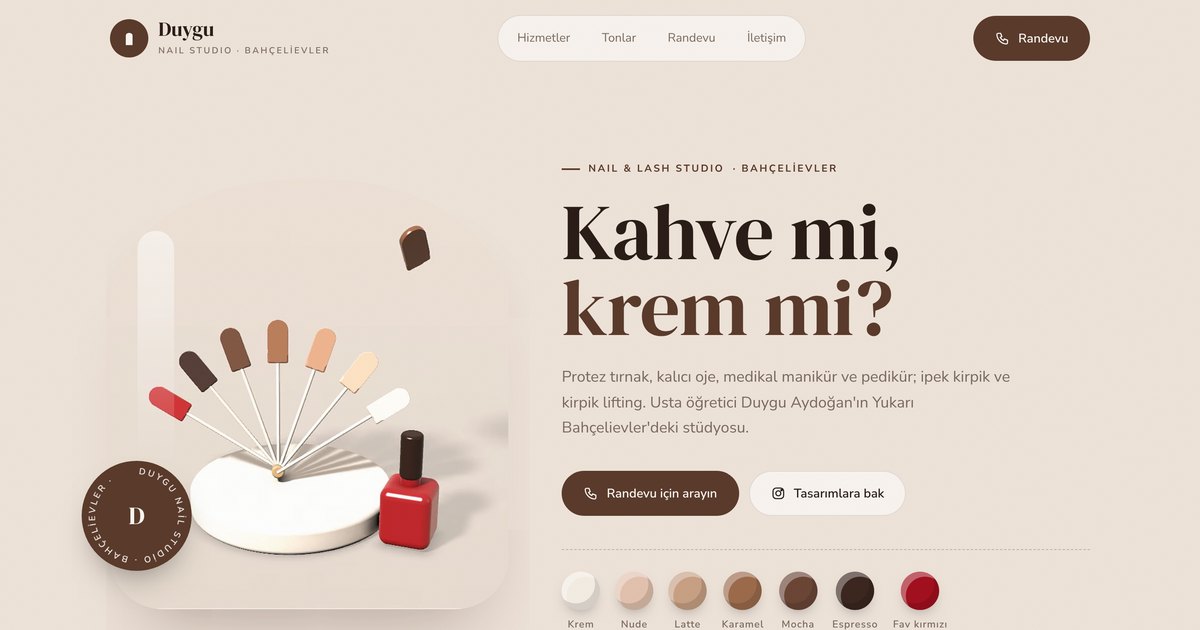 Duygu
NAIL STUDIO · BAHÇELİEVLER
Hizmetler
Tonlar
Randevu
İletişim
Randevu
NAIL & LASH STUDIO · BAHÇELİEVLER
Kahve mi,
krem mi?
Protez tırnak, kalıcı oje, medikal manikür ve pedikür; ipek kirpik ve
kirpik lifting. Usta öğretici Duygu Aydoğan'ın Yukarı
Bahçelievler'deki stüdyosu.
Randevu için arayın
Tasarımlara bak
DUYGU NAIL STUDIO · BAHÇELİEVLER ·
D
Krem
Nude
Latte
Karamel
Mocha
Espresso
Fav kırmızı